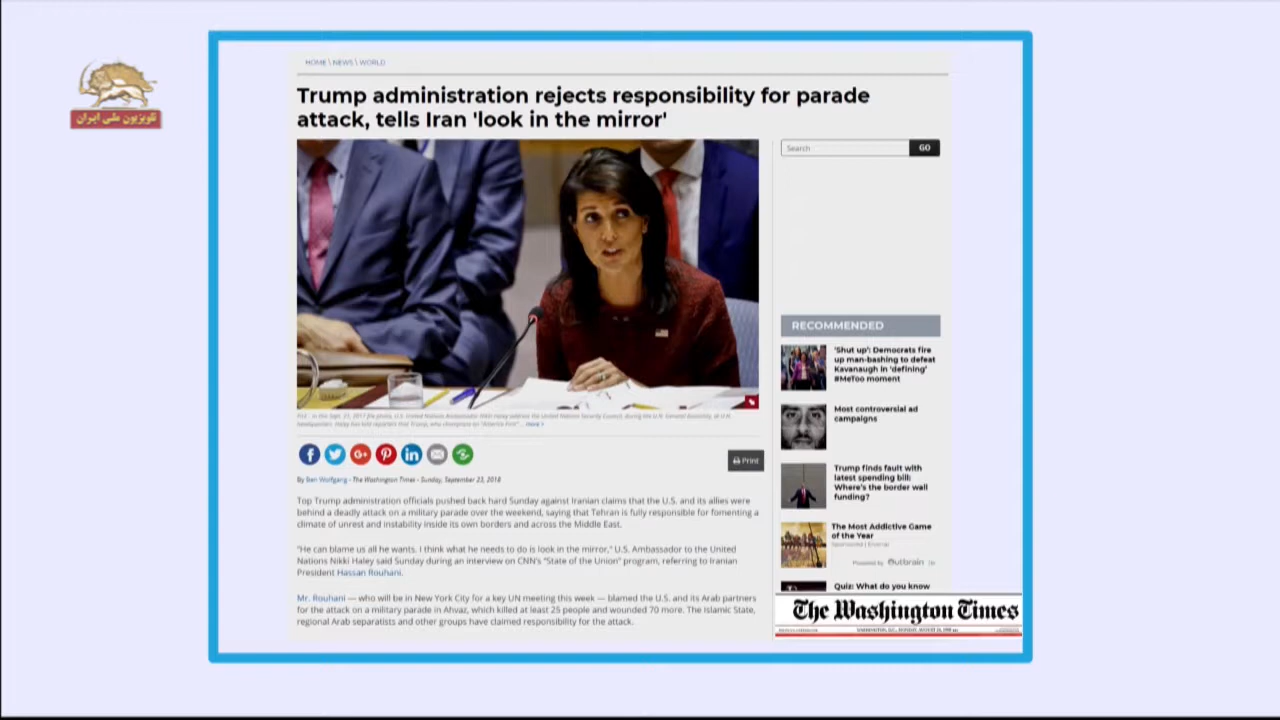 تلویزیون ملی ایران
HOME \ NEWS \ WORLD
Trump administration rejects responsibility for parade
attack, tells Iran 'look in the mirror'
Search
GO
RECOMMENDED
'Shut up': Democrats fire
up man-bashing to defeat
Kavanaugh in 'defining'
#MeToo moment
Most controversial ad
campaigns
Trump finds fault with
latest spending bill:
Where's the border wall
funding?
The Most Addictive Game
of the Year
Powered by Outbrain
Quiz: What do you know
The Washington Times
Print
By Ben Wolfgang - The Washington Times - Sunday, September 23, 2018
Top Trump administration officials pushed back hard Sunday against Iranian claims that the U.S. and its allies were
behind a deadly attack on a military parade over the weekend, saying that Tehran is fully responsible for fomenting a
climate of unrest and instability inside its own borders and across the Middle East.
"He can blame us all he wants. I think what he needs to do is look in the mirror," U.S. Ambassador to the United
Nations Nikki Haley said Sunday during an interview on CNN's "State of the Union" program, referring to Iranian
President Hassan Rouhani.
Mr. Rouhani — who will be in New York City for a key UN meeting this week — blamed the U.S. and its Arab partners
for the attack on a military parade in Ahvaz, which killed at least 25 people and wounded 70 more. The Islamic State,
regional Arab separatists and other groups have claimed responsibility for the attack.